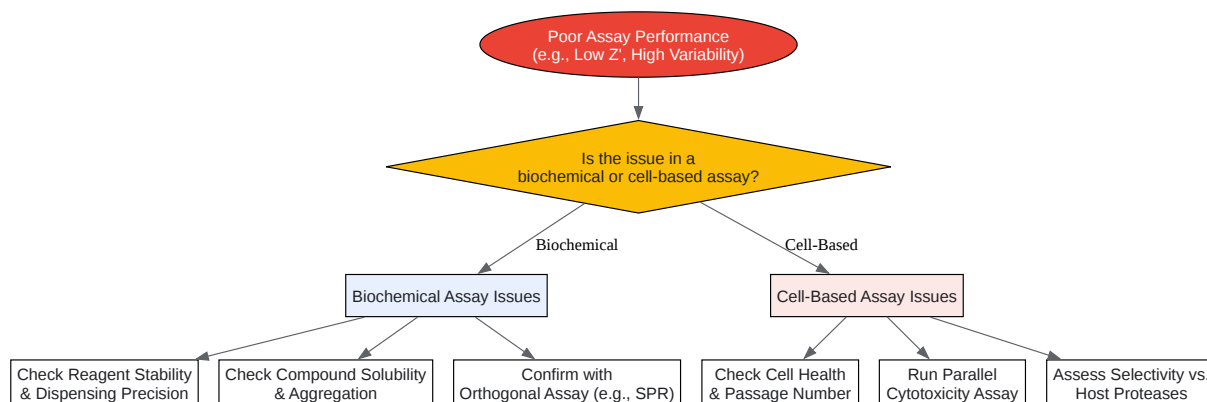 Poor Assay Performance
(e.g., Low Z', High Variability)
Is the issue in a
biochemical or cell-based assay?
Biochemical
Cell-Based
Biochemical Assay Issues
Cell-Based Assay Issues
Check Reagent Stability
& Dispensing Precision
Check Compound Solubility
& Aggregation
Confirm with
Orthogonal Assay (e.g., SPR)
Check Cell Health
& Passage Number
Run Parallel
Cytotoxicity Assay
Assess Selectivity vs.
Host Proteases